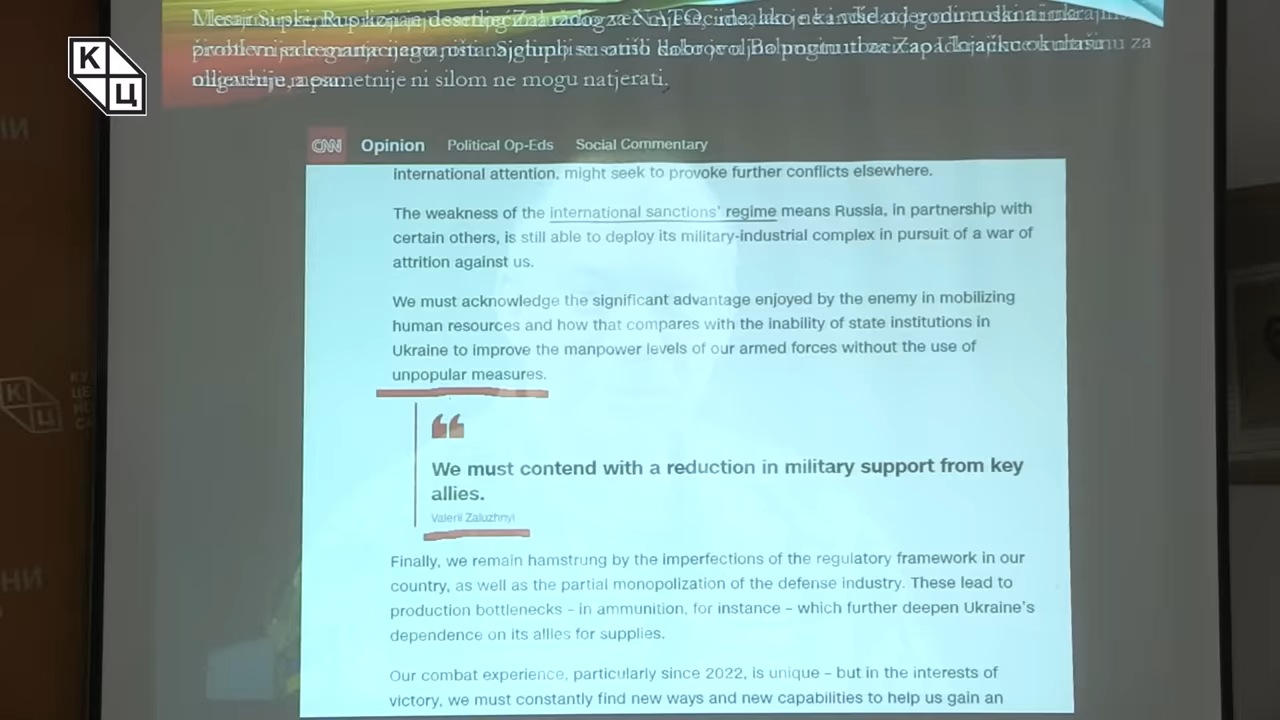 oligarhije, a pametnije ni silom ne mogu natjerati.
К
Ц
CNN Opinion Political Op-Eds Social Commentary
international attention, might seek to provoke further conflicts elsewhere.
The weakness of the international sanctions' regime means Russia, in partnership with
certain others, is still able to deploy its military-industrial complex in pursuit of a war of
attrition against us.
We must acknowledge the significant advantage enjoyed by the enemy in mobilizing
human resources and how that compares with the inability of state institutions in
Ukraine to improve the manpower levels of our armed forces without the use of
unpopular measures.
We must contend with a reduction in military support from key
allies.
Valerii Zaluzhnyi
Finally, we remain hamstrung by the imperfections of the regulatory framework in our
country, as well as the partial monopolization of the defense industry. These lead to
production bottlenecks – in ammunition, for instance – which further deepen Ukraine's
dependence on its allies for supplies.
Our combat experience, particularly since 2022, is unique – but in the interests of
victory, we must constantly find new ways and new capabilities to help us gain an